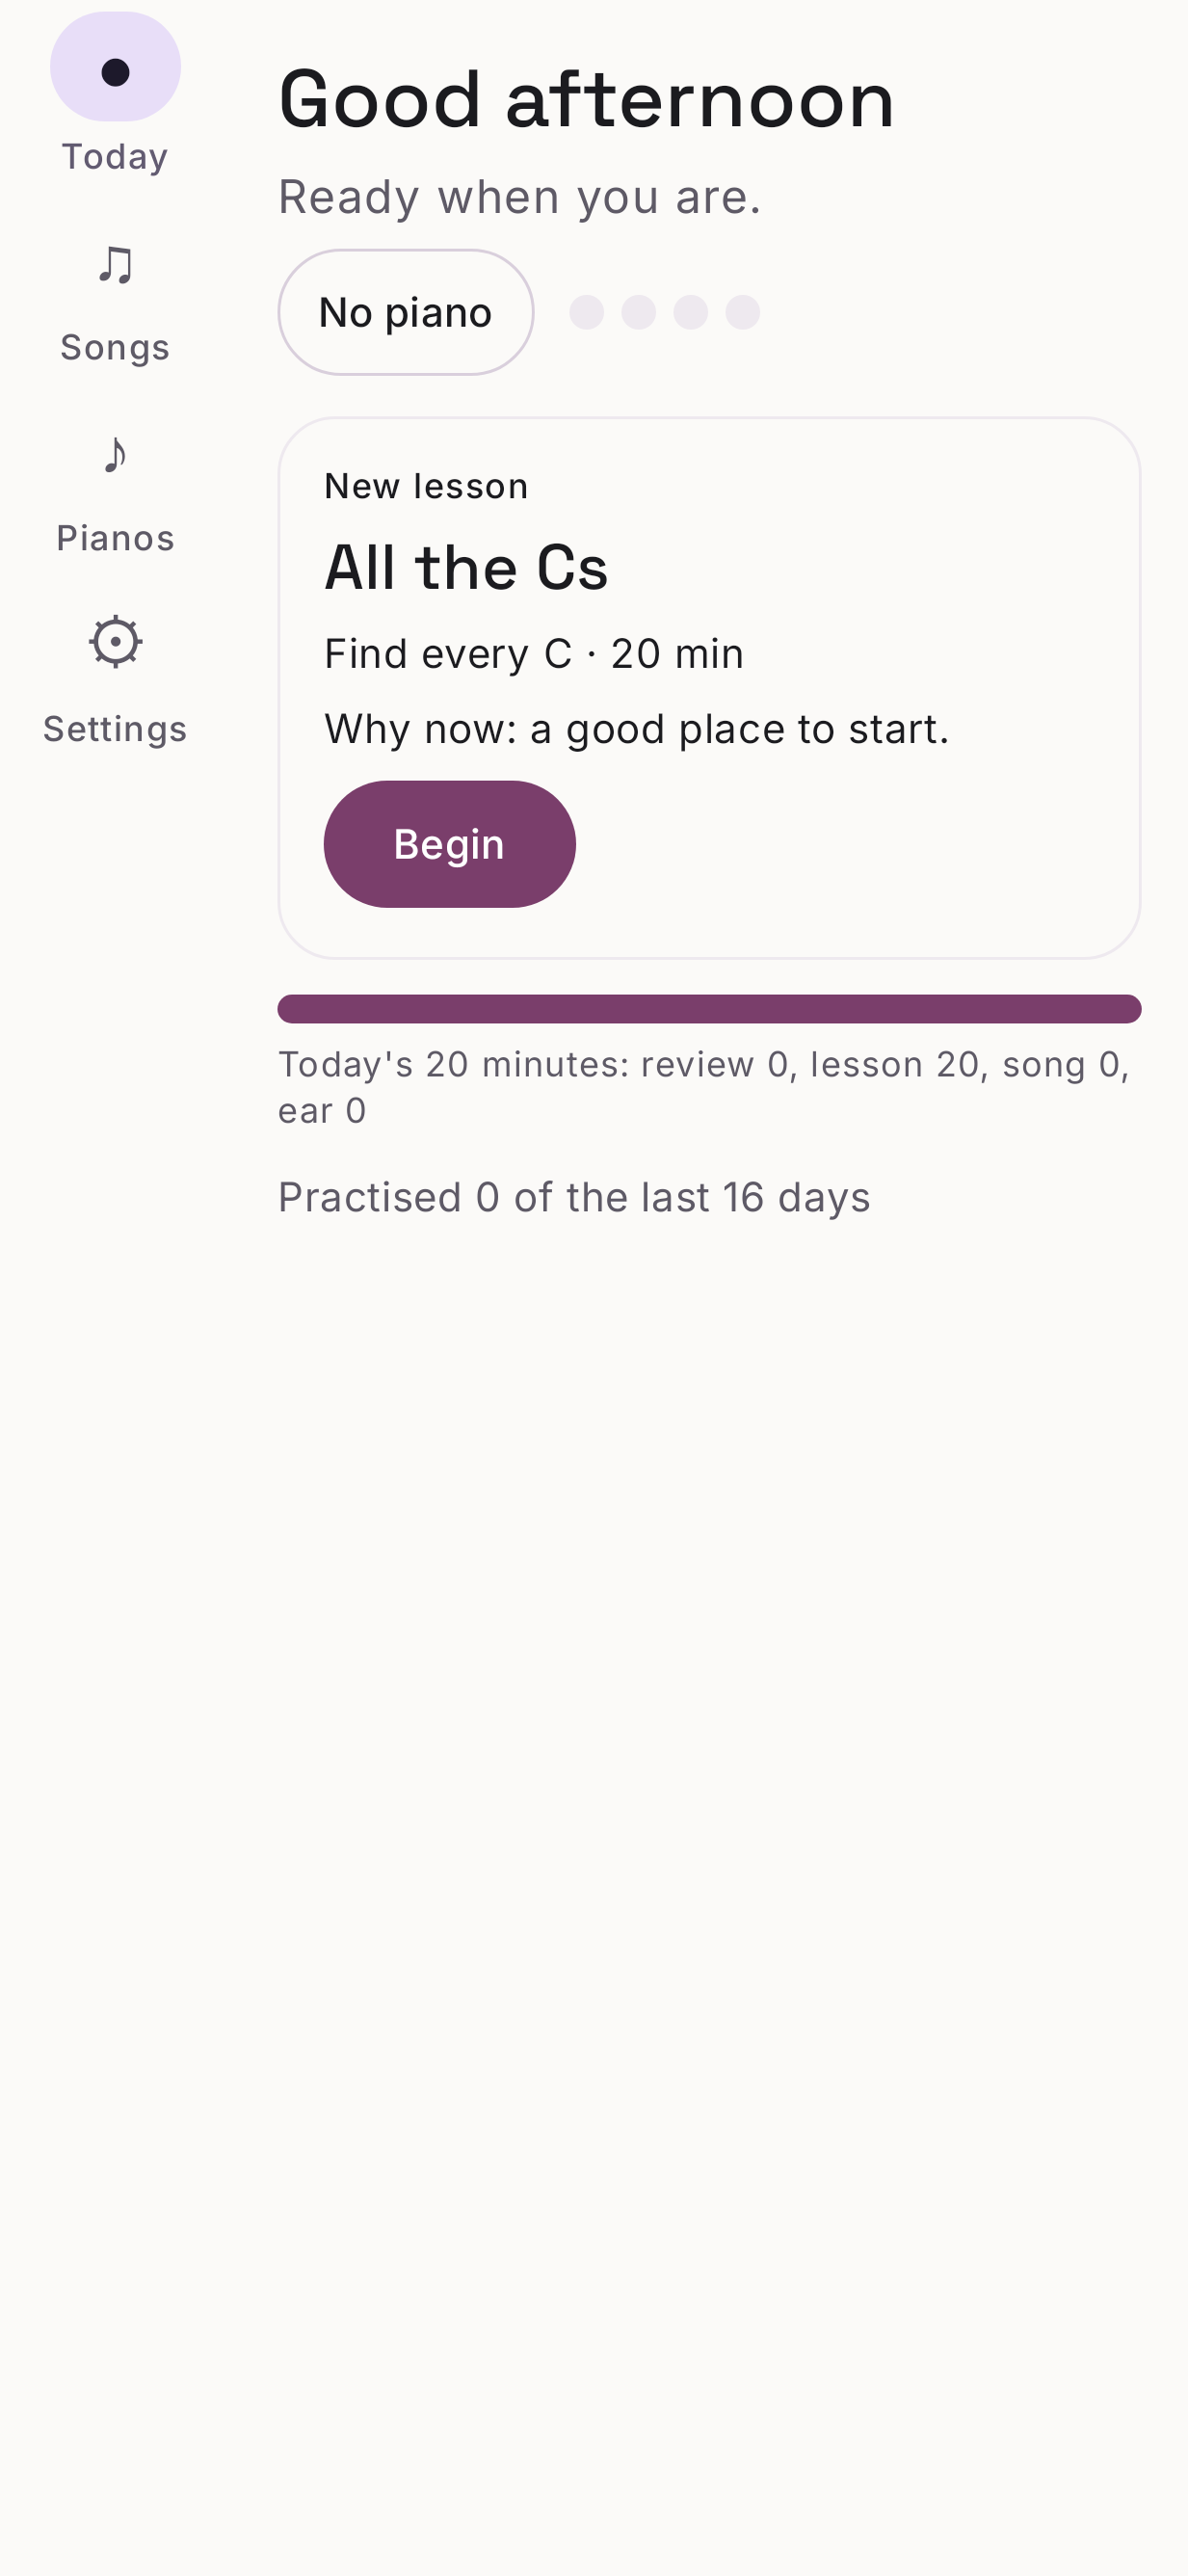 Today
Songs
Pianos
Settings
Good afternoon
Ready when you are.
No piano
New lesson
All the Cs
Find every C · 20 min
Why now: a good place to start.
Begin
Today's 20 minutes: review 0, lesson 20, song 0,
ear 0
Practised 0 of the last 16 days